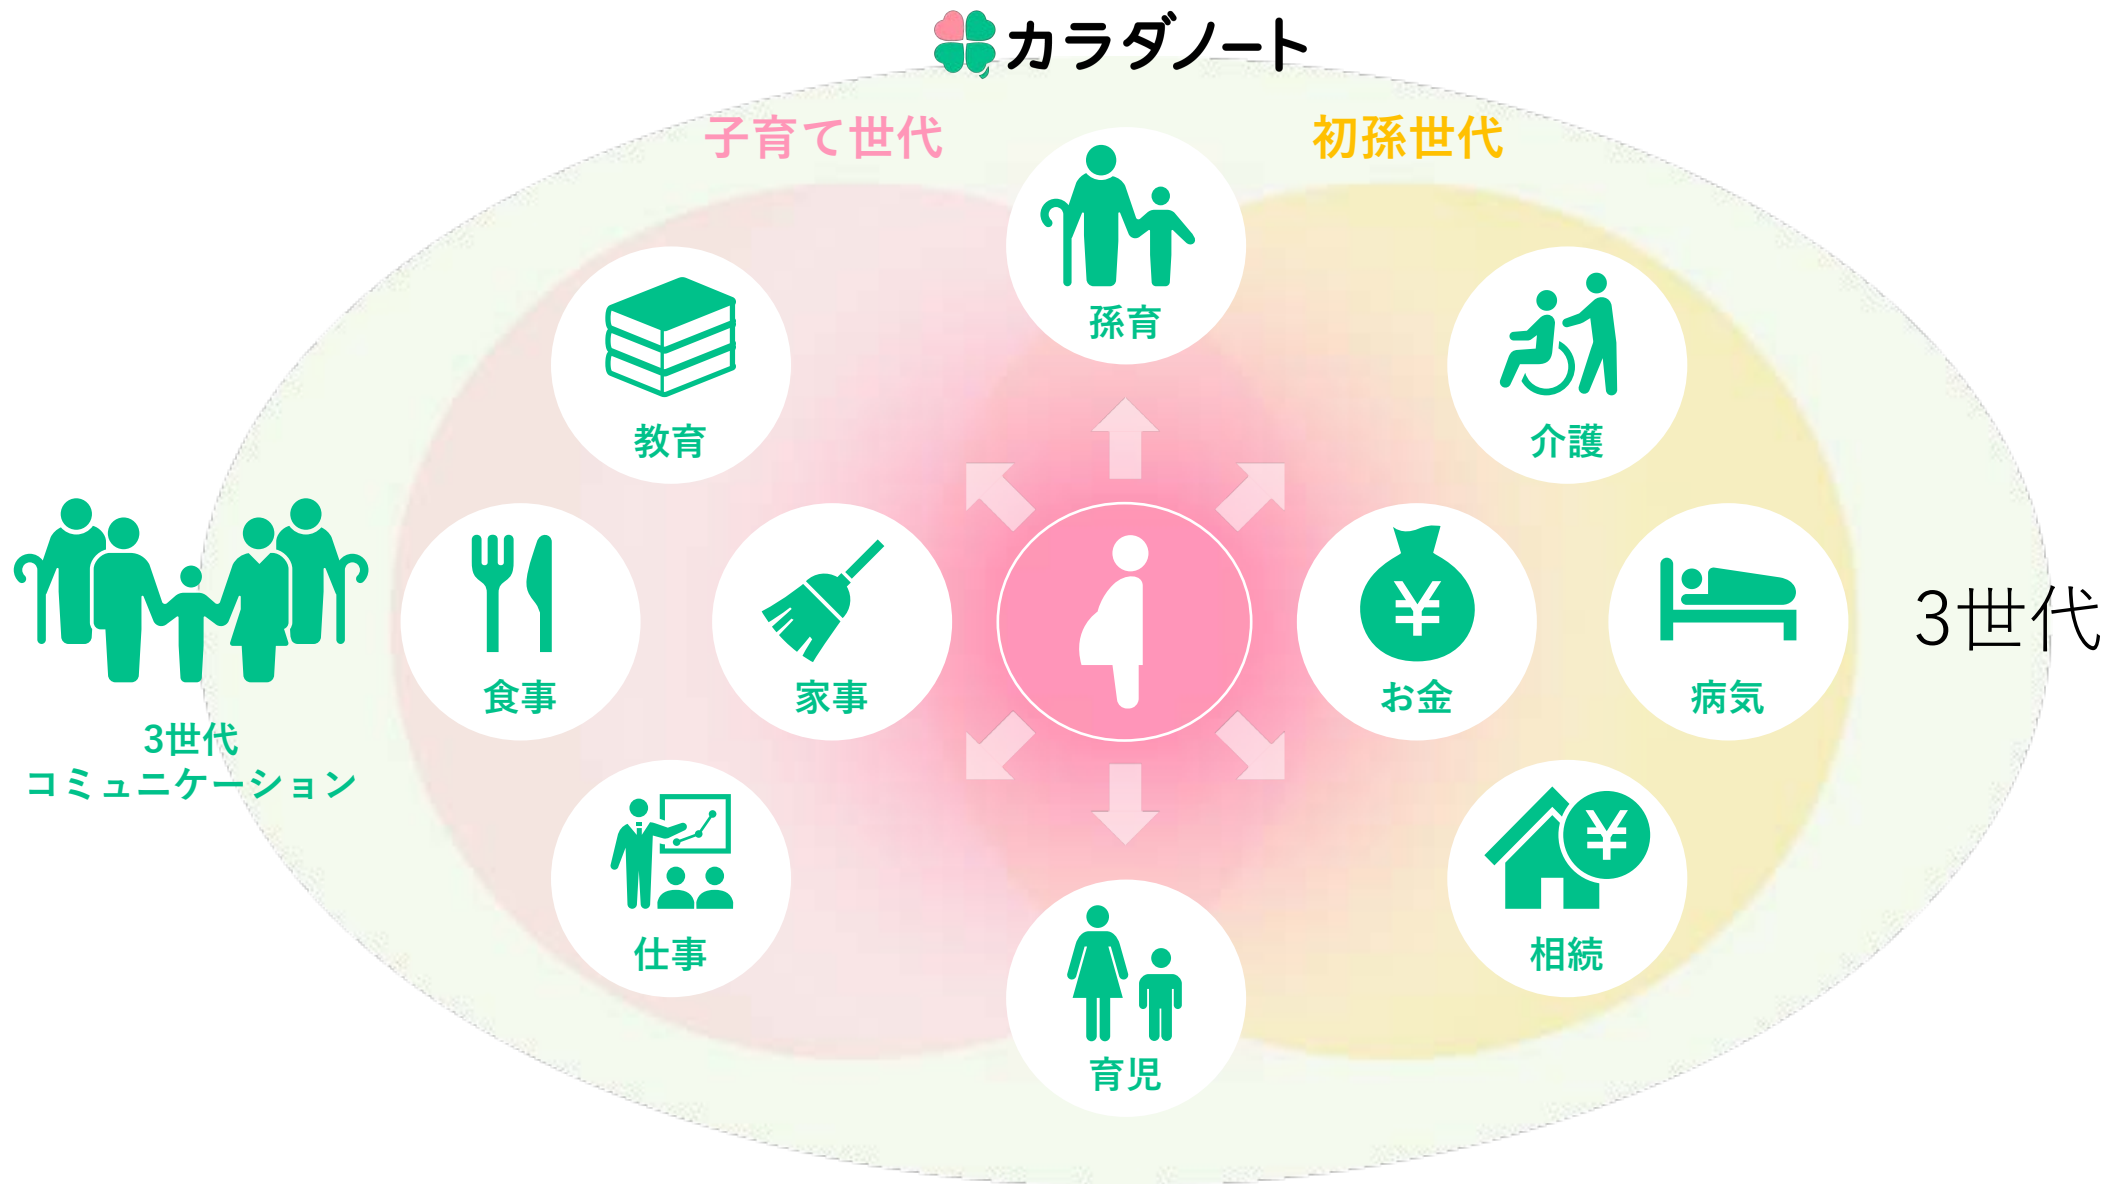 カラダノート
子育て世代
初孫世代
孫育
教育
介護
食事
家事
¥
お金
病気
3世代
3世代
コミュニケーション
仕事
¥
相続
育児